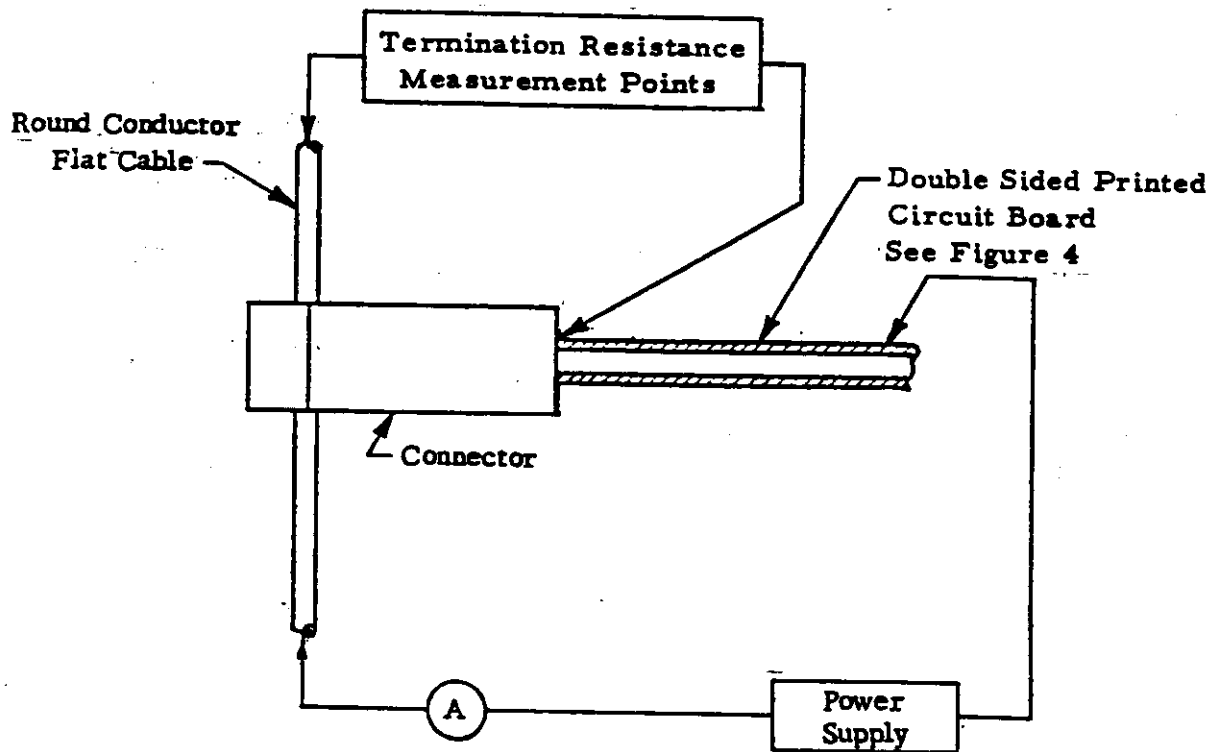 Termination Resistance
Measurement Points
Round Conductor
Flat Cable
Double Sided Printed
Circuit Board
See Figure 4
Connector
A
Power
Supply